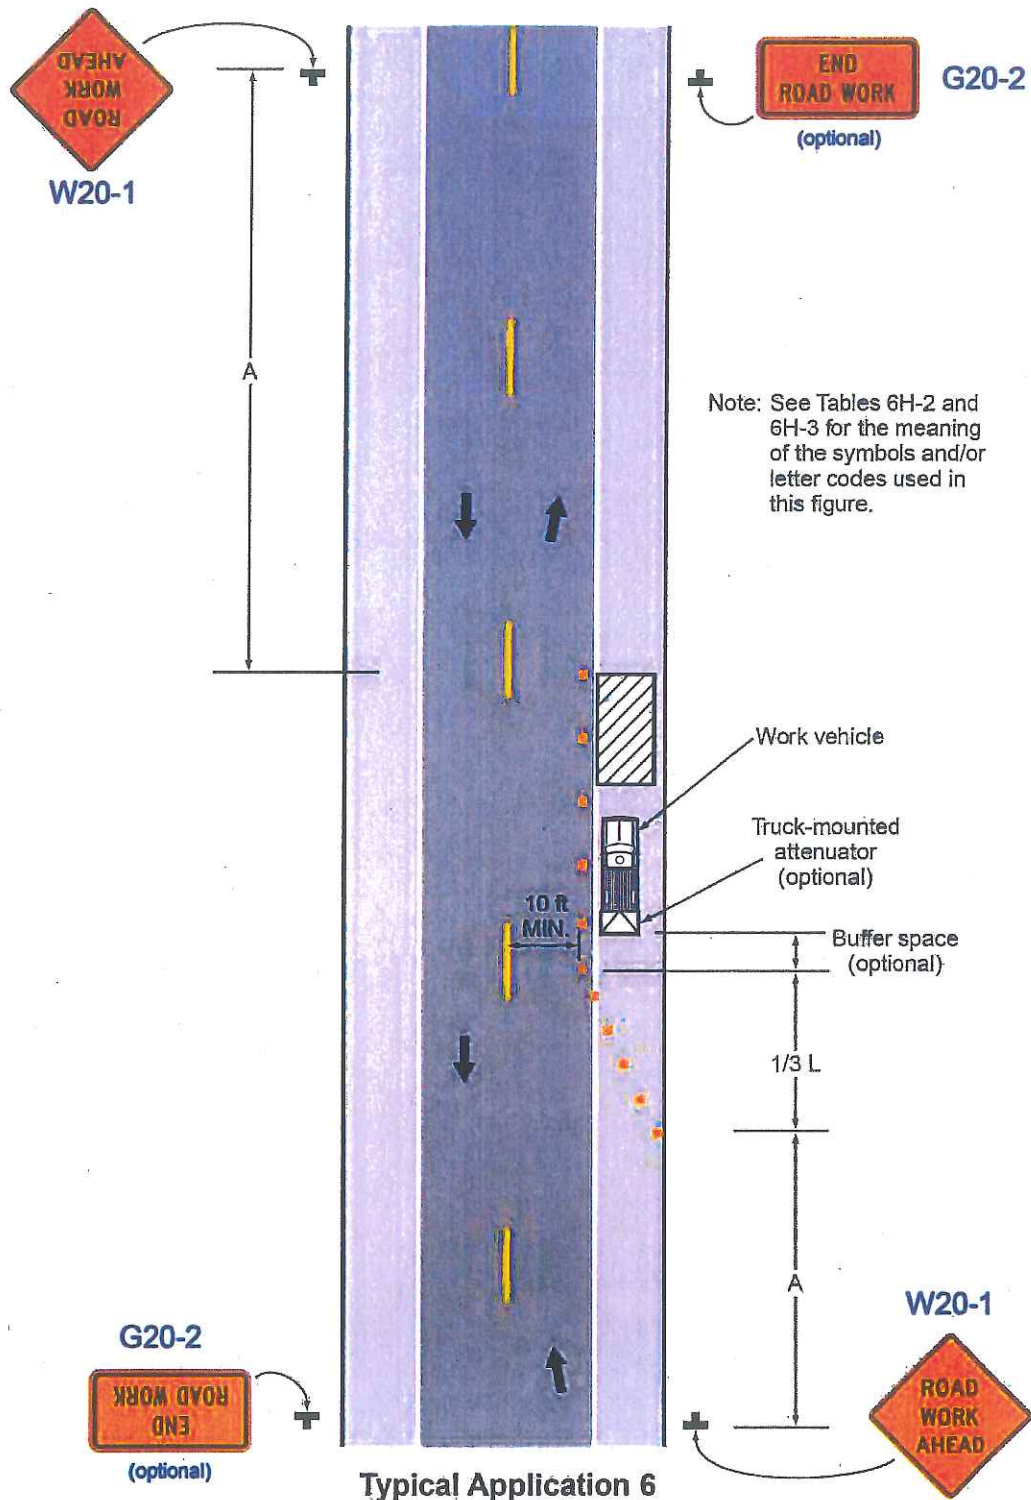 ROAD
WORK
AHEAD
W20-1
END
ROAD WORK
(optional)
G20-2
A
Note: See Tables 6H-2 and
6H-3 for the meaning
of the symbols and/or
letter codes used in
this figure.
Work vehicle
Truck-mounted
attenuator
(optional)
10 ft
MIN.
Buffer space
(optional)
1/3 L
A
W20-1
ROAD
WORK
AHEAD
G20-2
END
ROAD WORK
(optional)
Typical Application 6